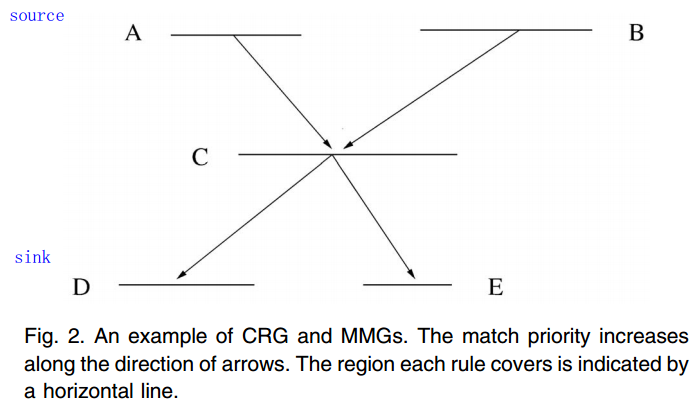 source
A
B
C
sink
D
E
Fig. 2. An example of CRG and MMGs. The match priority increases
along the direction of arrows. The region each rule covers is indicated by
a horizontal line.